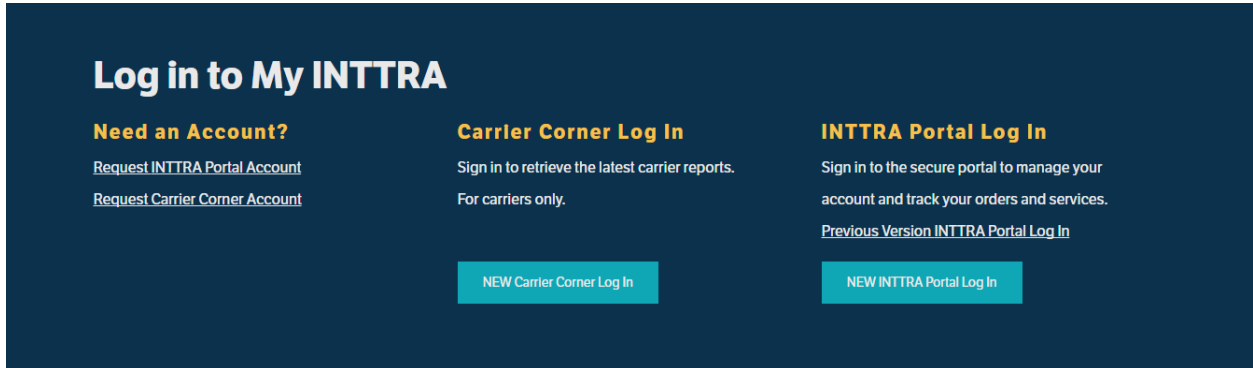 Log in to My INTTRA
Need an Account?
Request INTTRA Portal Account
Request Carrier Corner Account
Carrier Corner Log In
Sign in to retrieve the latest carrier reports.
For carriers only.
NEW Carrier Corner Log In
INTTRA Portal Log In
Sign in to the secure portal to manage your
account and track your orders and services.
Previous Version INTTRA Portal Log In
NEW INTTRA Portal Log In